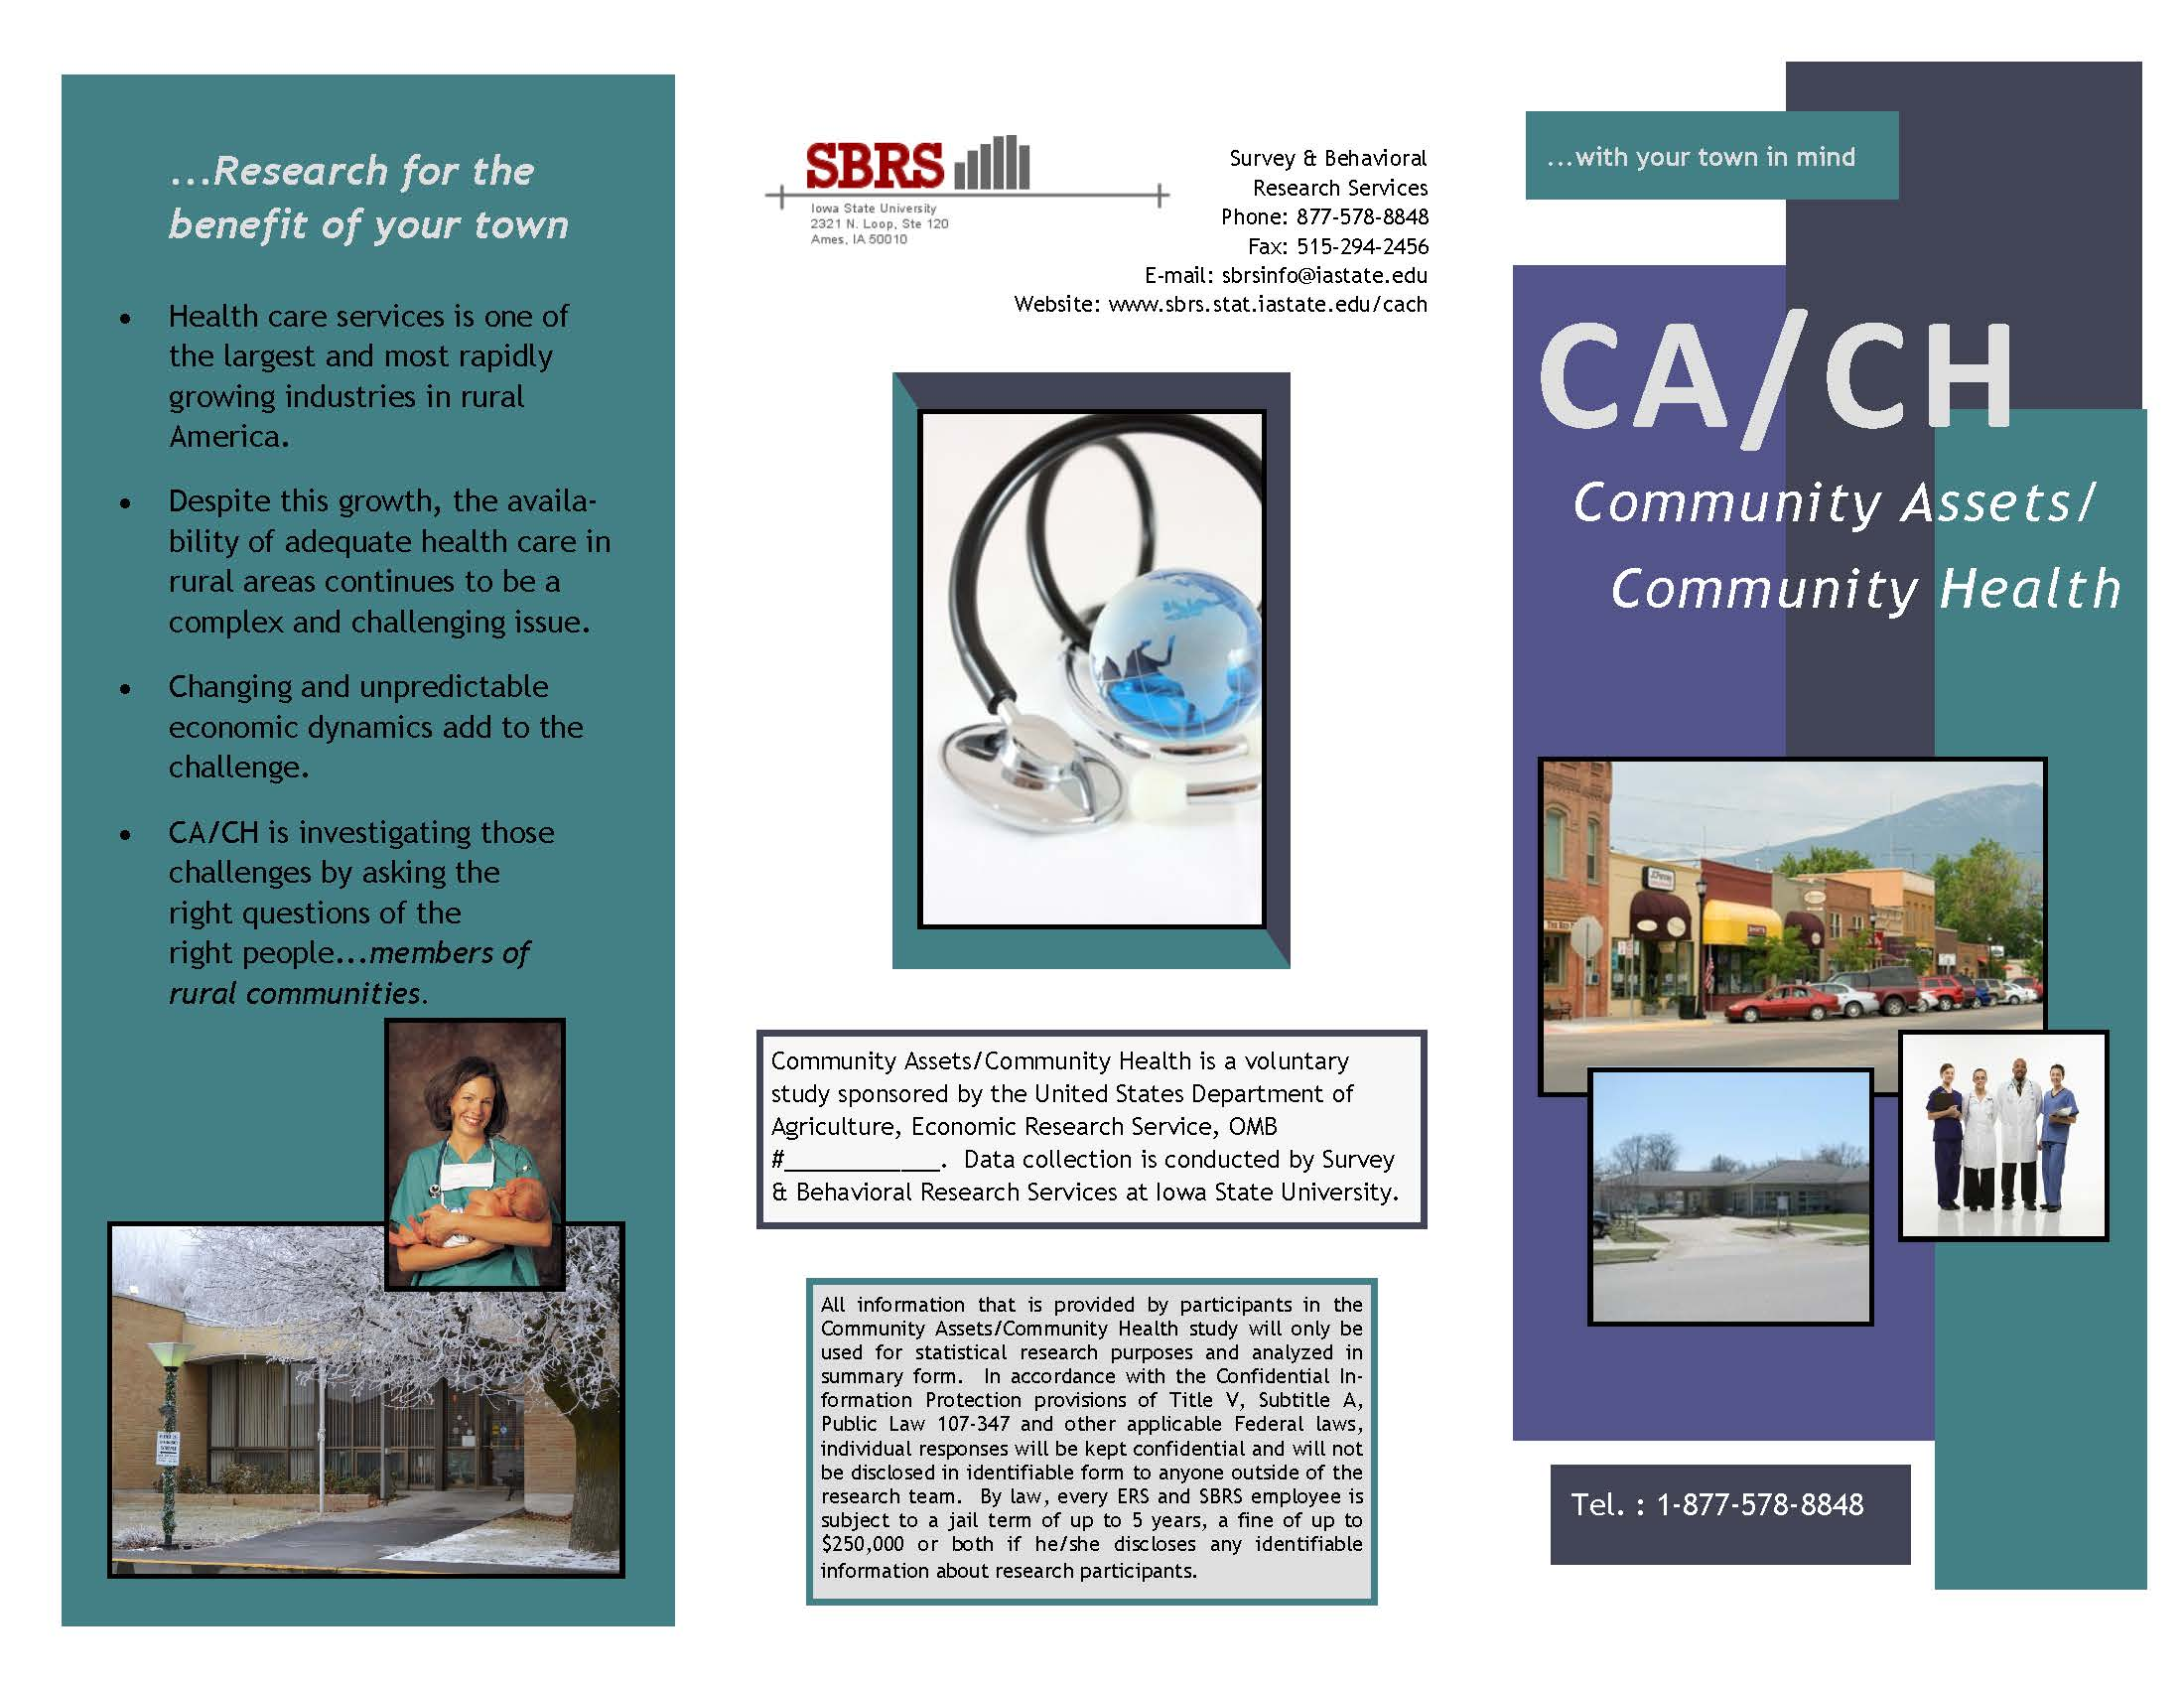 ...Research for the
benefit of your town
• Health care services is one of
the largest and most rapidly
growing industries in rural
America.
• Despite this growth, the availa-
bility of adequate health care in
rural areas continues to be a
complex and challenging issue.
• Changing and unpredictable
economic dynamics add to the
challenge.
• CA/CH is investigating those
challenges by asking the
right questions of the
right people...members of
rural communities.
SBRS
Iowa State University
2321 N. Loop, Ste 120
Ames, IA 50010
Survey & Behavioral
Research Services
Phone: 877-578-8848
Fax: 515-294-2456
E-mail: sbrsinfo@iastate.edu
Website: www.sbrs.stat.iastate.edu/cach
Community Assets/Community Health is a voluntary
study sponsored by the United States Department of
Agriculture, Economic Research Service, OMB
#____________.  Data collection is conducted by Survey
& Behavioral Research Services at Iowa State University.
All information that is provided by participants in the
Community Assets/Community Health study will only be
used for statistical research purposes and analyzed in
summary form.  In accordance with the Confidential In-
formation Protection provisions of Title V, Subtitle A,
Public Law 107-347 and other applicable Federal laws,
individual responses will be kept confidential and will not
be disclosed in identifiable form to anyone outside of the
research team.  By law, every ERS and SBRS employee is
subject to a jail term of up to 5 years, a fine of up to
$250,000 or both if he/she discloses any identifiable
information about research participants.
...with your town in mind
CA/CH
Community Assets/
Community Health
JCPenney
Tel. : 1-877-578-8848